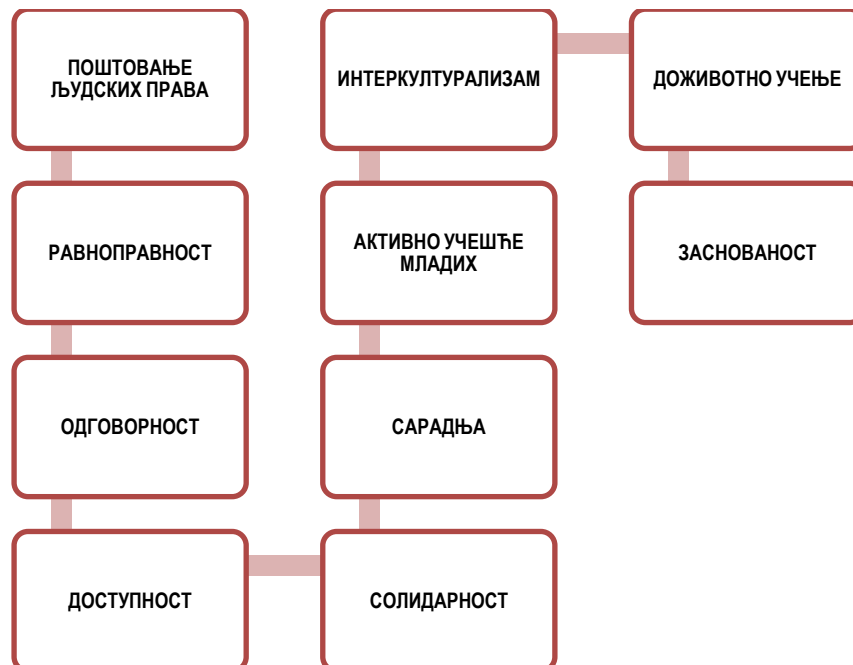 ПОШТОВАЊЕ
ЉУДСКИХ ПРАВА
РАВНОПРАВНОСТ
ОДГОВОРНОСТ
ДОСТУПНОСТ
СОЛИДАРНОСТ
САРАДЊА
АКТИВНО УЧЕШЋЕ
МЛАДИХ
ИНТЕРКУЛТУРАЛИЗАМ
ДОЖИВОТНО УЧЕЊЕ
ЗАСНОВАНОСТ